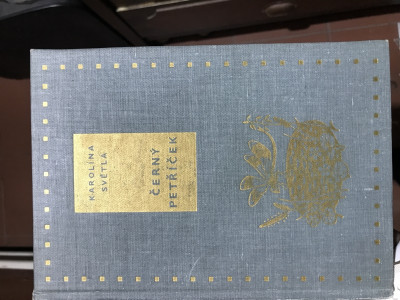 KAROLINA
SVĚTLÁ
ČERNÝ
PETŘÍČEK